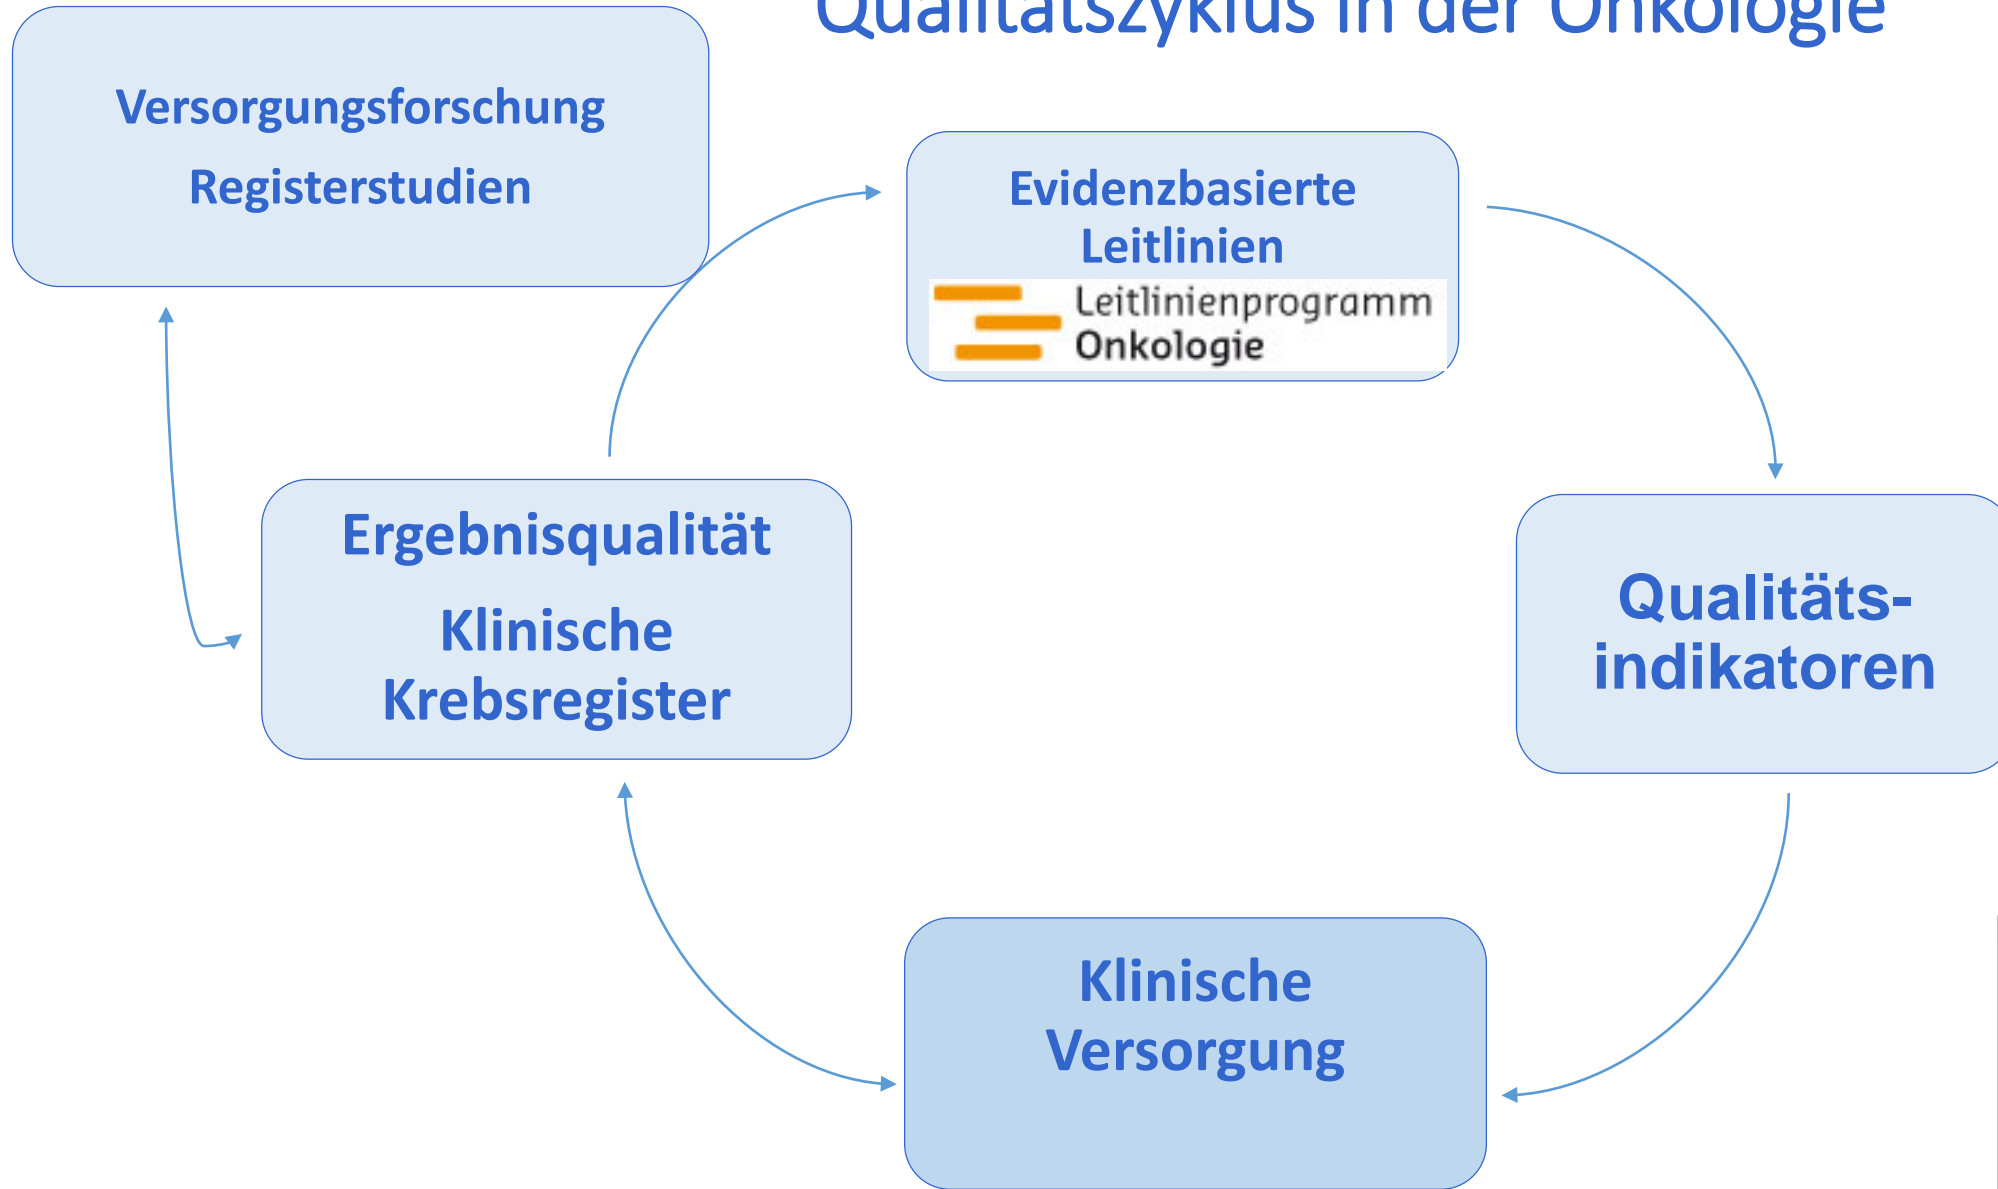 Qualitätszyklus in der Onkologie
Versorgungsforschung
Registerstudien
Evidenzbasierte
Leitlinien
Leitlinienprogramm
Onkologie
Ergebnisqualität
Klinische
Krebsregister
Qualitäts-
indikatoren
Klinische
Versorgung